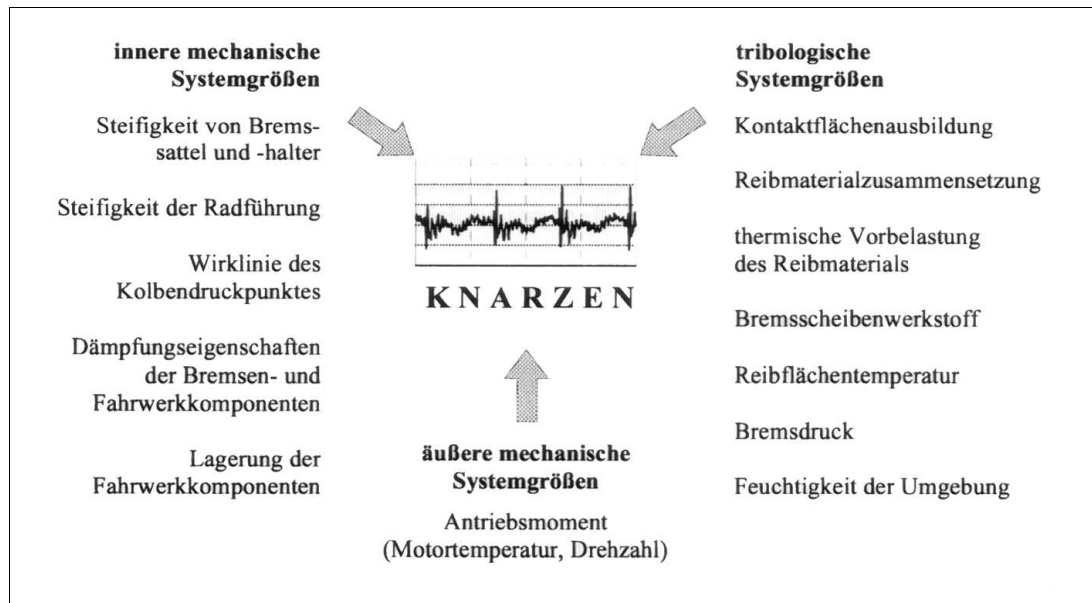 innere mechanische
Systemgrößen
Steifigkeit von Brems-
sattel und -halter
Steifigkeit der Radführung
Wirklinie des
Kolbendruckpunktes
Dämpfungseigenschaften
der Bremsen- und
Fahrwerkkomponenten
Lagerung der
Fahrwerkkomponenten
KNARZEN
äußere mechanische
Systemgrößen
Antriebsmoment
(Motortemperatur, Drehzahl)
tribologische
Systemgrößen
Kontaktflächenausbildung
Reibmaterialzusammensetzung
thermische Vorbelastung
des Reibmaterials
Bremsscheibenwerkstoff
Reibflächentemperatur
Bremsdruck
Feuchtigkeit der Umgebung